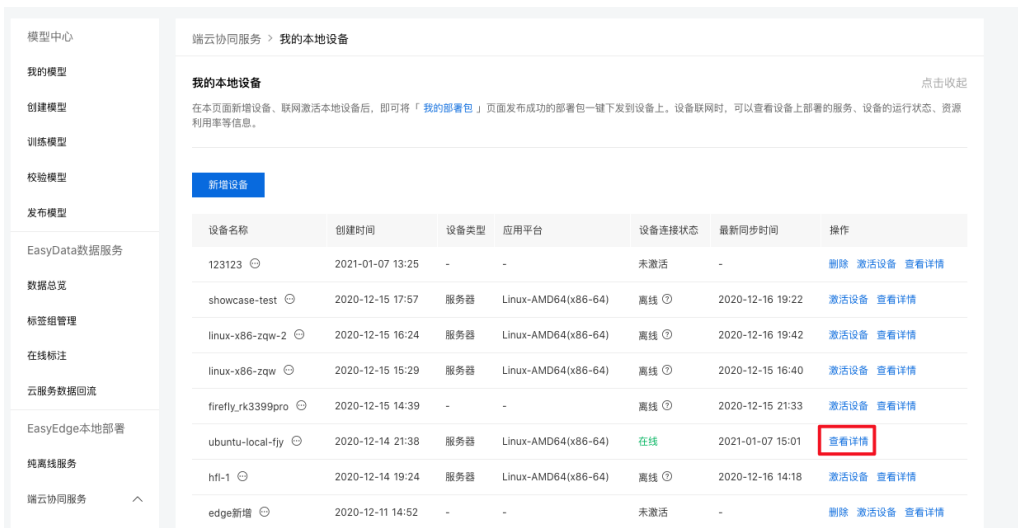 模型中心
我的模型
创建模型
训练模型
校验模型
发布模型
EasyData数据服务
数据总览
标签组管理
在线标注
云服务数据回流
EasyEdge本地部署
纯离线服务
端云协同服务
端云协同服务 > 我的本地设备
我的本地设备 点击收起
在本页面新增设备、联网激活本地设备后，即可将「 我的部署包 」页面发布成功的部署包一键下发到设备上。设备联网时，可以查看设备上部署的服务、设备的运行状态、资源
利用率等信息。
新增设备
设备名称 创建时间 设备类型 应用平台 设备连接状态 最新同步时间 操作
123123 2021-01-07 13:25 - - 未激活 - 删除 激活设备 查看详情
showcase-test 2020-12-15 17:57 服务器 Linux-AMD64(x86-64) 离线 2020-12-16 19:22 激活设备 查看详情
linux-x86-zqw-2 2020-12-15 16:24 服务器 Linux-AMD64(x86-64) 离线 2020-12-16 19:42 激活设备 查看详情
linux-x86-zqw 2020-12-15 15:29 服务器 Linux-AMD64(x86-64) 离线 2020-12-15 16:40 激活设备 查看详情
firefly_rk3399pro 2020-12-15 14:39 - - 离线 2020-12-15 21:33 激活设备 查看详情
ubuntu-local-fjy 2020-12-14 21:38 服务器 Linux-AMD64(x86-64) 在线 2021-01-07 15:01 查看详情
hfl-1 2020-12-14 19:24 服务器 Linux-AMD64(x86-64) 离线 2020-12-16 14:18 激活设备 查看详情
edge新增 2020-12-11 14:52 - - 未激活 - 删除 激活设备 查看详情